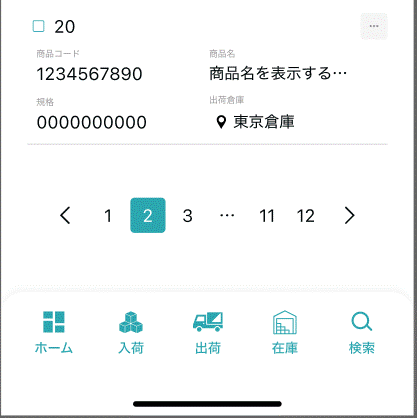 20
商品コード 商品名
1234567890 商品名を表示する…
規格 出荷倉庫
0000000000 東京倉庫
1 2 3 … 11 12
ホーム 入荷 出荷 在庫 検索